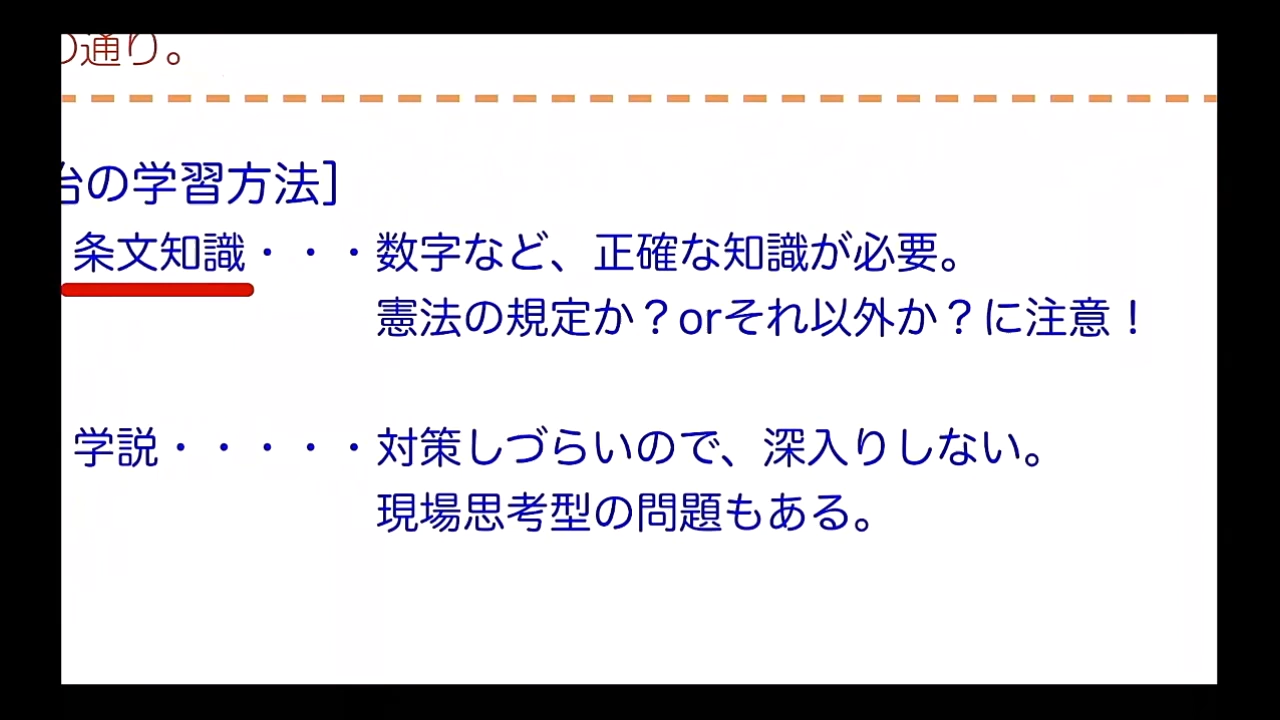 の通り。
治の学習方法]
条文知識・・・数字など、正確な知識が必要。
憲法の規定か？orそれ以外か？に注意！
学説・・・・・対策しづらいので、深入りしない。
現場思考型の問題もある。